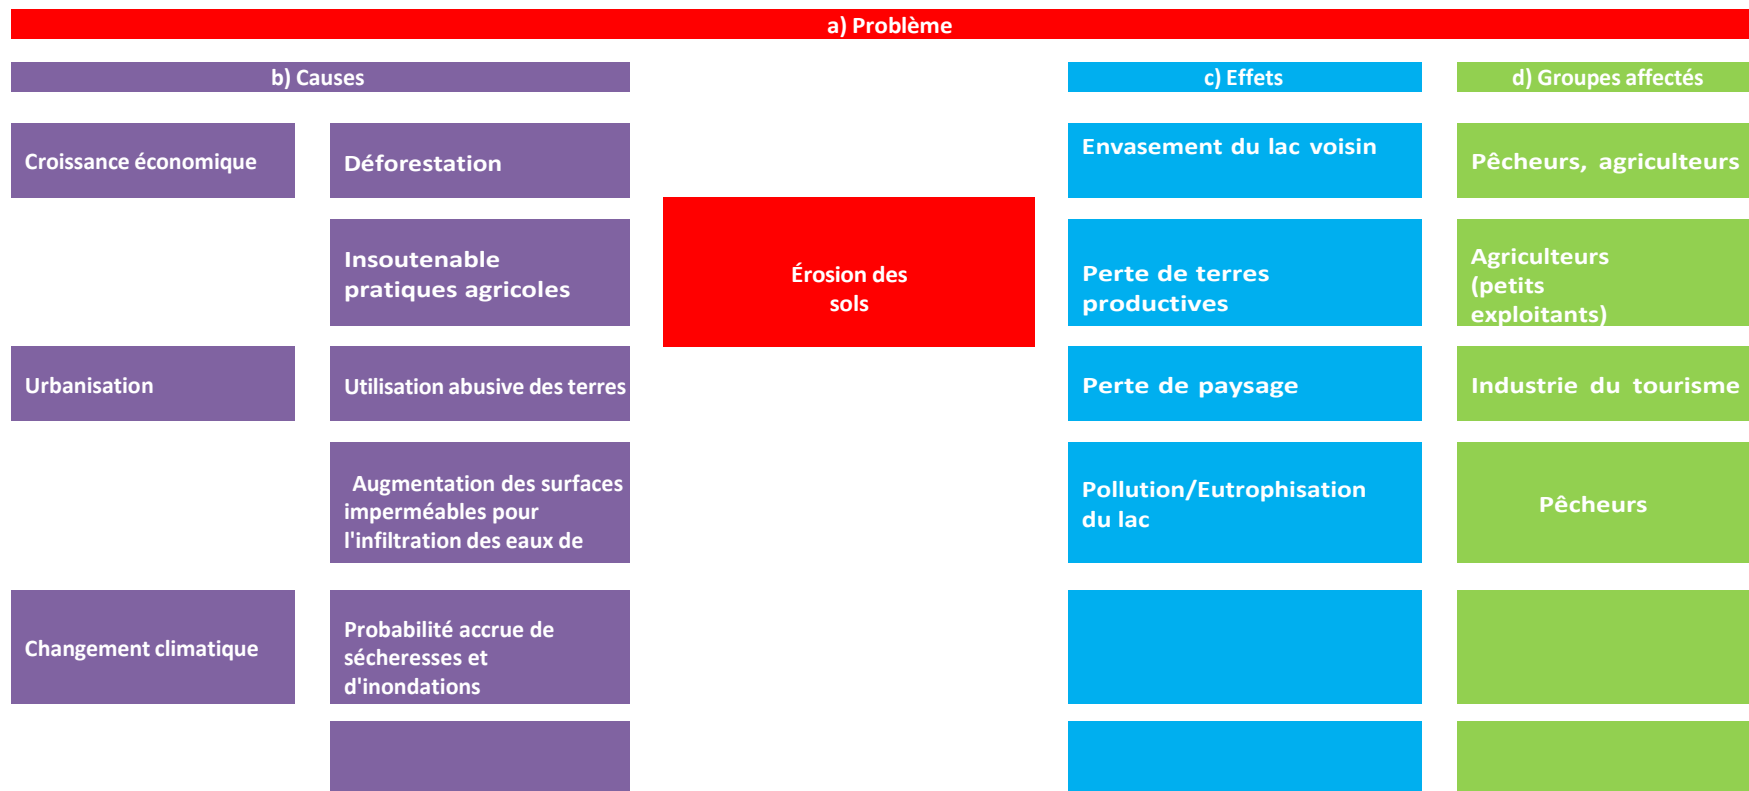 a) Problème
b) Causes
c) Effets
d) Groupes affectés
Croissance économique
Déforestation
Envasement du lac voisin
Pêcheurs, agriculteurs
Insoutenable
pratiques agricoles
Érosion des
sols
Perte de terres
productives
Agriculteurs
(petits
exploitants)
Urbanisation
Utilisation abusive des terres
Perte de paysage
Industrie du tourisme
Augmentation des surfaces
imperméables pour
l'infiltration des eaux de
Pollution/Eutrophisation
du lac
Pêcheurs
Changement climatique
Probabilité accrue de
sécheresses et
d'inondations